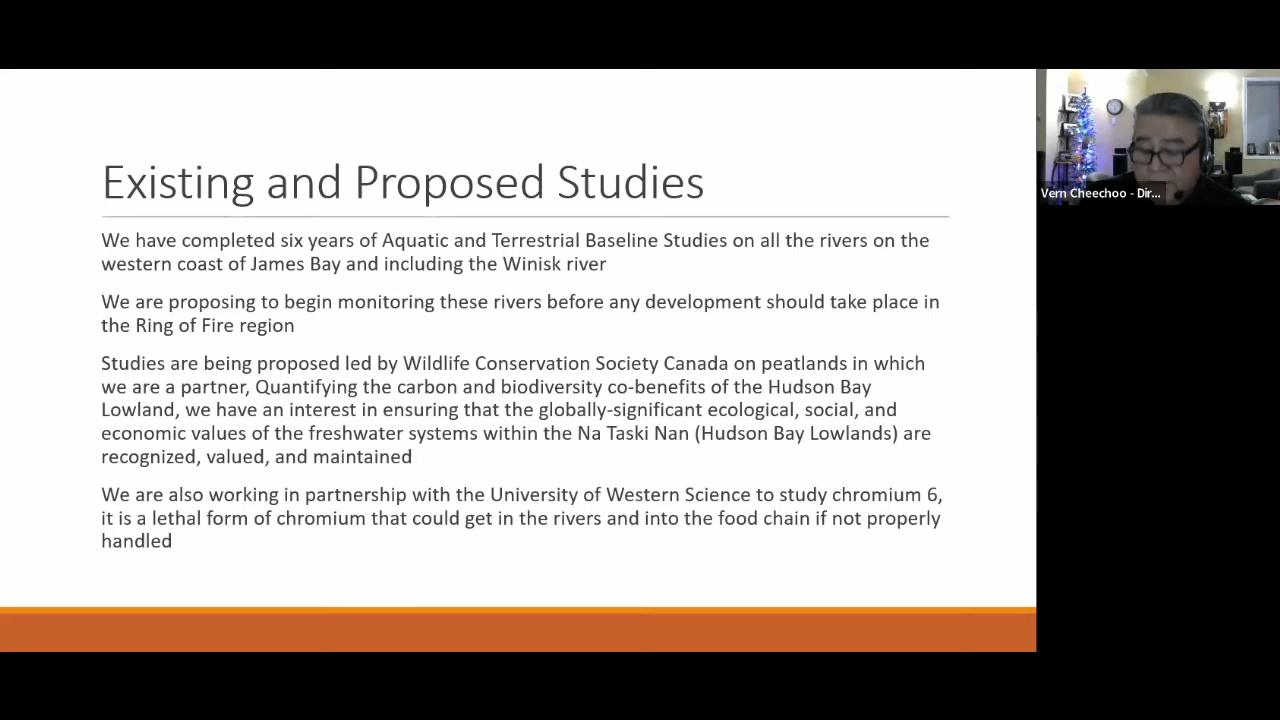 Existing and Proposed Studies
We have completed six years of Aquatic and Terrestrial Baseline Studies on all the rivers on the
western coast of James Bay and including the Winisk river
We are proposing to begin monitoring these rivers before any development should take place in
the Ring of Fire region
Studies are being proposed led by Wildlife Conservation Society Canada on peatlands in which
we are a partner, Quantifying the carbon and biodiversity co-benefits of the Hudson Bay
Lowland, we have an interest in ensuring that the globally-significant ecological, social, and
economic values of the freshwater systems within the Na Taski Nan (Hudson Bay Lowlands) are
recognized, valued, and maintained
We are also working in partnership with the University of Western Science to study chromium 6,
it is a lethal form of chromium that could get in the rivers and into the food chain if not properly
handled
Vern Cheechoo - Dir...